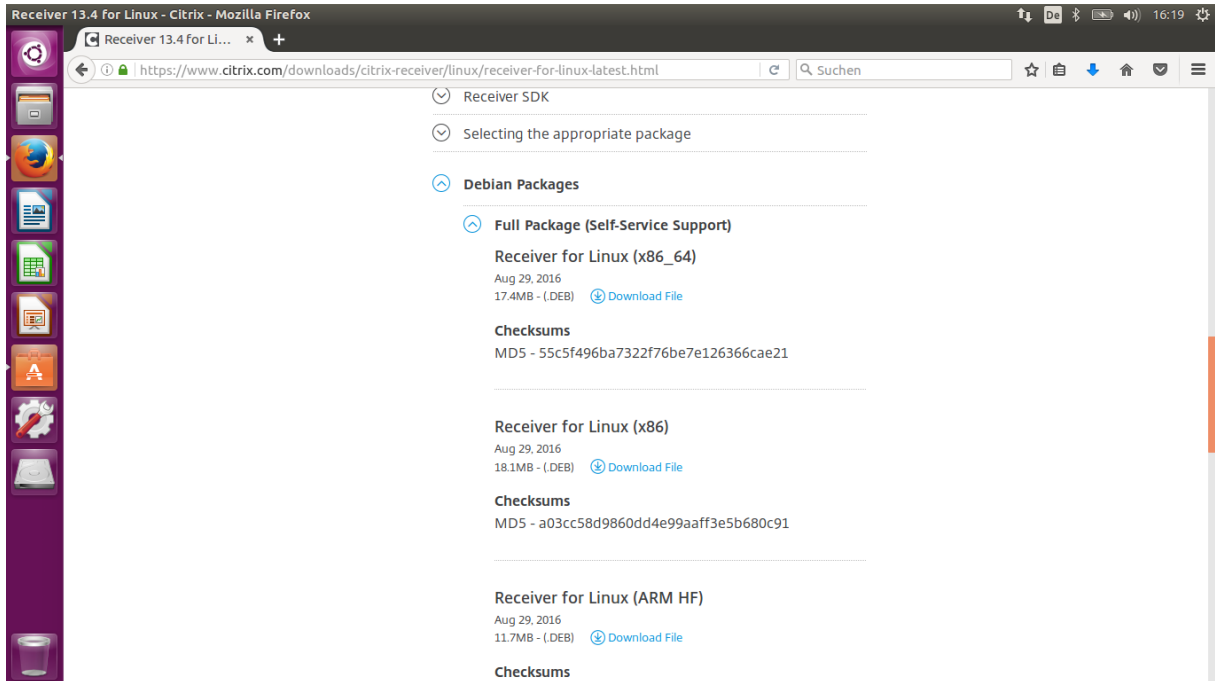 Receiver 13.4 for Linux - Citrix - Mozilla Firefox
De
16:19
Receiver 13.4 for Li...
https://www.citrix.com/downloads/citrix-receiver/linux/receiver-for-linux-latest.html
Suchen
Receiver SDK
Selecting the appropriate package
Debian Packages
Full Package (Self-Service Support)
Receiver for Linux (x86_64)
Aug 29, 2016
17.4MB - (.DEB) Download File
Checksums
MD5 - 55c5f496ba7322f76be7e126366cae21
Receiver for Linux (x86)
Aug 29, 2016
18.1MB - (.DEB) Download File
Checksums
MD5 - a03cc58d9860dd4e99aaff3e5b680c91
Receiver for Linux (ARM HF)
Aug 29, 2016
11.7MB - (.DEB) Download File
Checksums